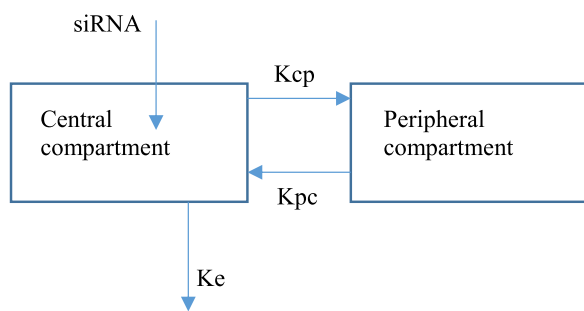 siRNA
Kcp
Central
compartment
Peripheral
compartment
Kpc
Ke